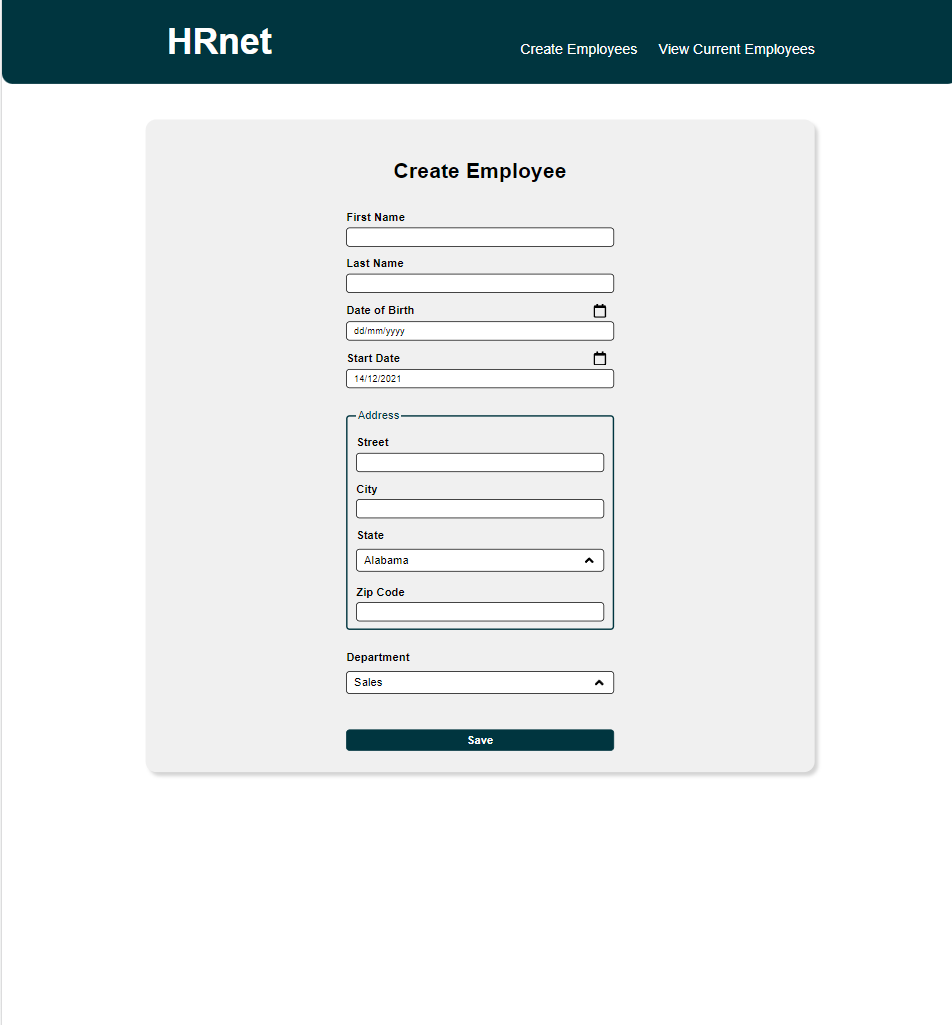 HRnet
Create Employees View Current Employees
Create Employee
First Name
Last Name
Date of Birth
dd/mm/yyyy
Start Date
14/12/2021
Address
Street
City
State
Alabama
Zip Code
Department
Sales
Save